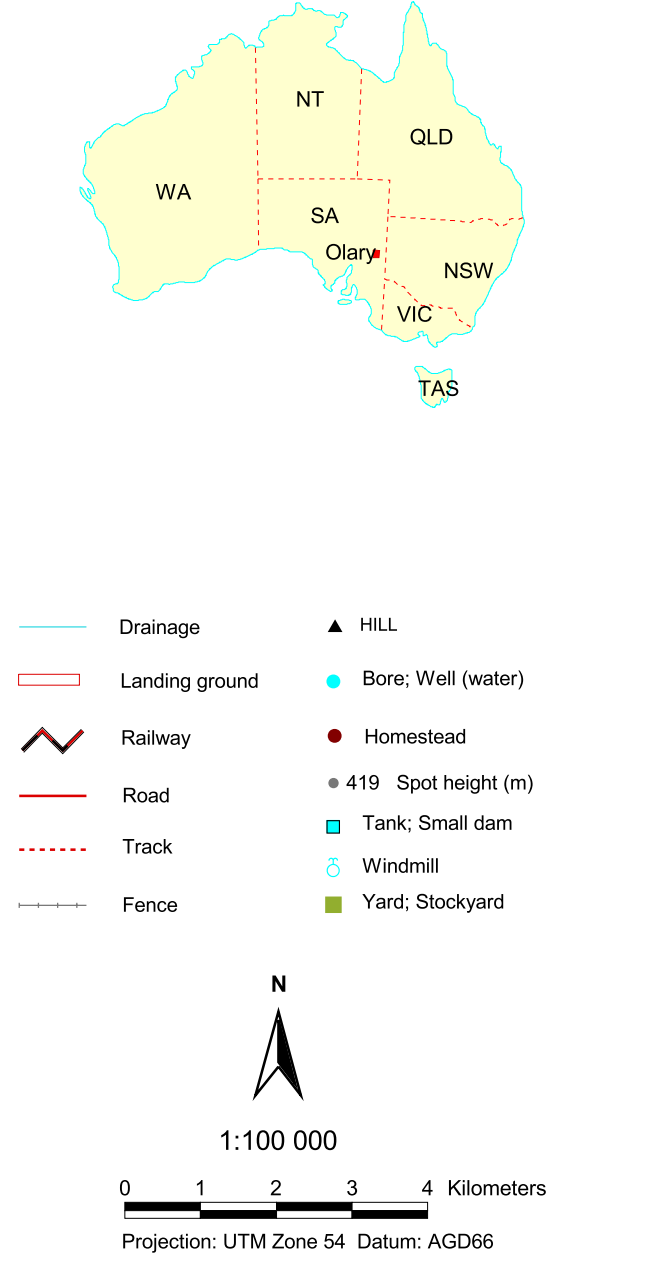 NT
QLD
WA
SA
Olary
NSW
VIC
TAS
Drainage
Landing ground
Railway
Road
Track
Fence
HILL
Bore; Well (water)
Homestead
419 Spot height (m)
Tank; Small dam
Windmill
Yard; Stockyard
N
1:100 000
0 1 2 3 4 Kilometers
Projection: UTM Zone 54 Datum: AGD66